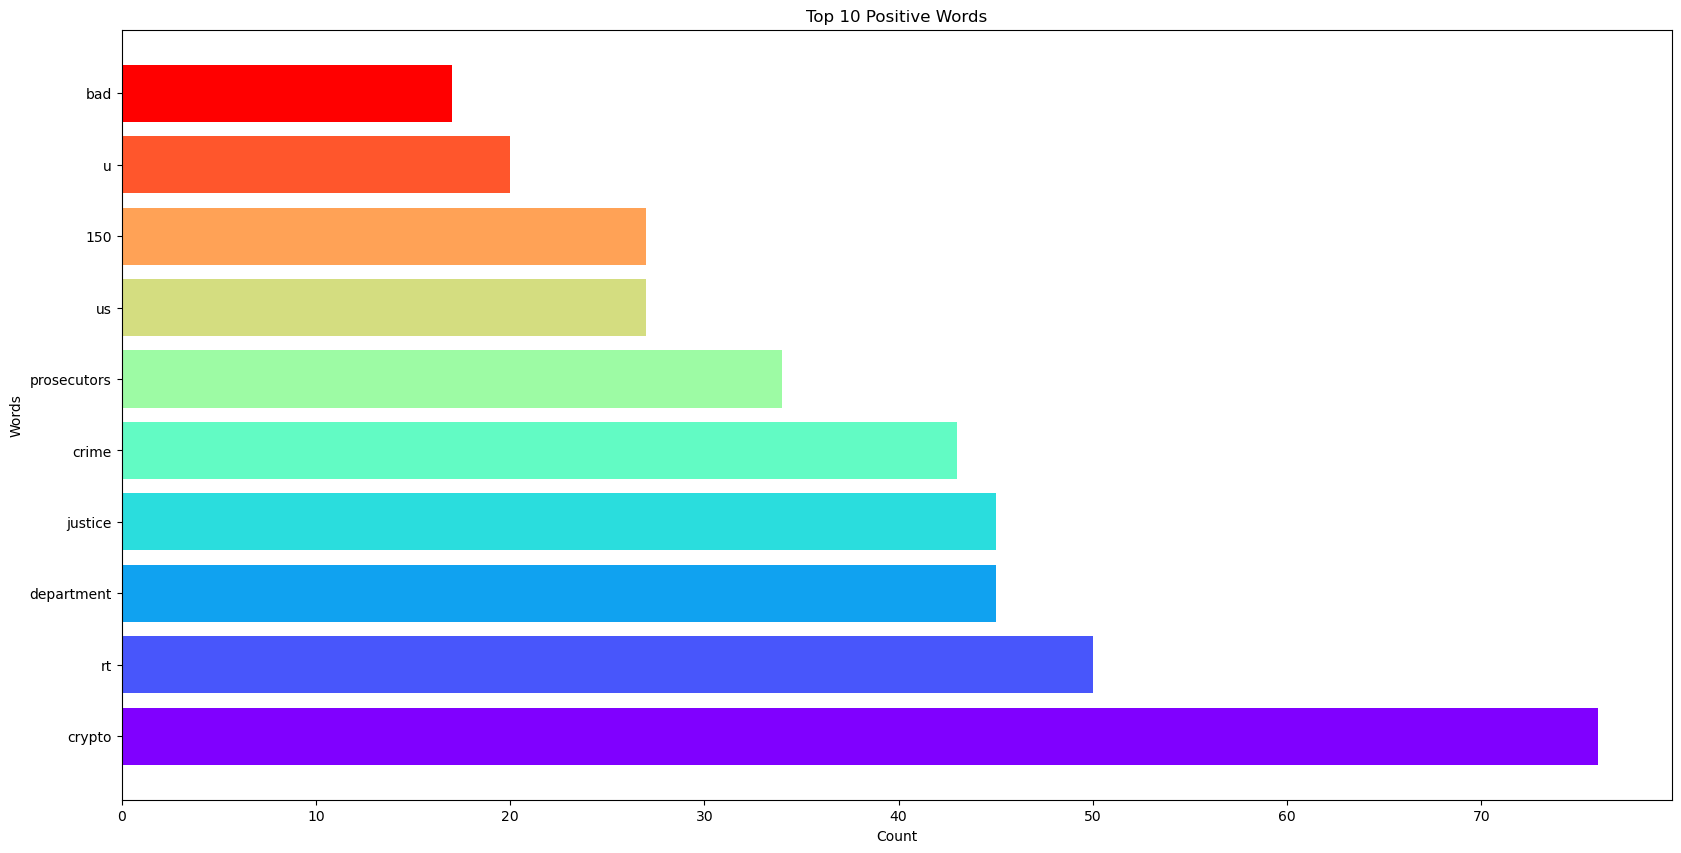 Top 10 Positive Words
Words
bad
u
150
us
prosecutors
crime
justice
department
rt
crypto
0 10 20 30 40 50 60 70
Count